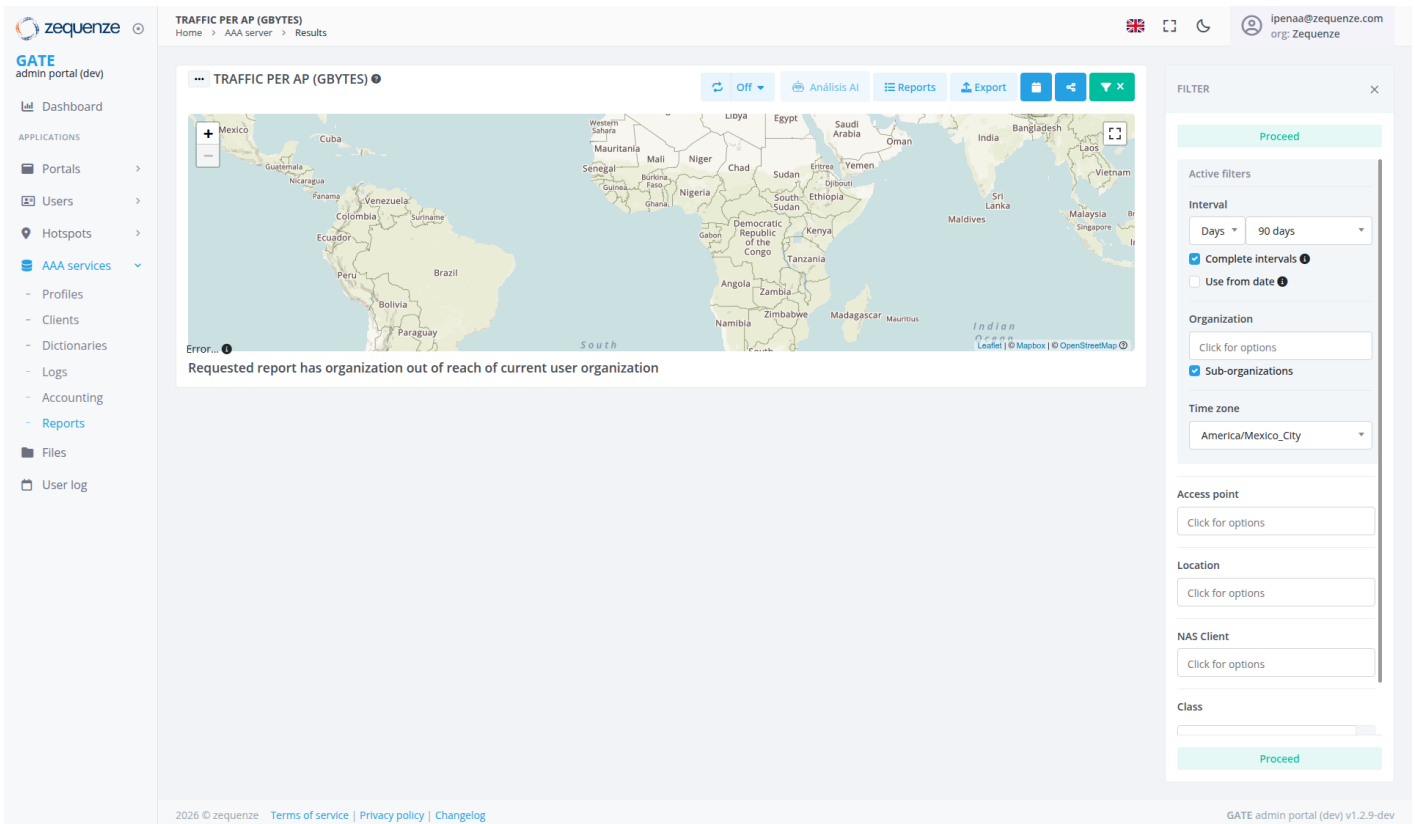 zequenze
GATE
admin portal (dev)
Dashboard
APPLICATIONS
Portals
Users
Hotspots
AAA services
- Profiles
- Clients
- Dictionaries
- Logs
- Accounting
- Reports
Files
User log
TRAFFIC PER AP (GBYTES)
Home > AAA server > Results
ipenaa@zequenze.com
org: Zequenze
TRAFFIC PER AP (GBYTES)
Off
Análisis AI
Reports
Export
+
−
Mexico
Cuba
Guatemala
Nicaragua
Panama
Venezuela
Colombia
Suriname
Ecuador
Peru
Brazil
Bolivia
Paraguay
Western
Sahara
Libya
Egypt
Saudi
Arabia
Oman
India
Bangladesh
Laos
Mauritania
Mali
Niger
Chad
Sudan
Eritrea
Yemen
Vietnam
Senegal
Burkina
Faso
Guinea
Nigeria
Djibouti
Ghana
South
Sudan
Ethiopia
Sri
Lanka
Maldives
Malaysia
Singapore
Gabon
Democratic
Republic
of the
Congo
Kenya
Tanzania
Angola
Zambia
Zimbabwe
Namibia
Madagascar
Mauritius
Indian
Ocean
South
South
Leaflet | © Mapbox | © OpenStreetMap
Error...
Requested report has organization out of reach of current user organization
FILTER
Proceed
Active filters
Interval
Days
90 days
Complete intervals
Use from date
Organization
Click for options
Sub-organizations
Time zone
America/Mexico_City
Access point
Click for options
Location
Click for options
NAS Client
Click for options
Class
Proceed
2026 © zequenze Terms of service | Privacy policy | Changelog
GATE admin portal (dev) v1.2.9-dev